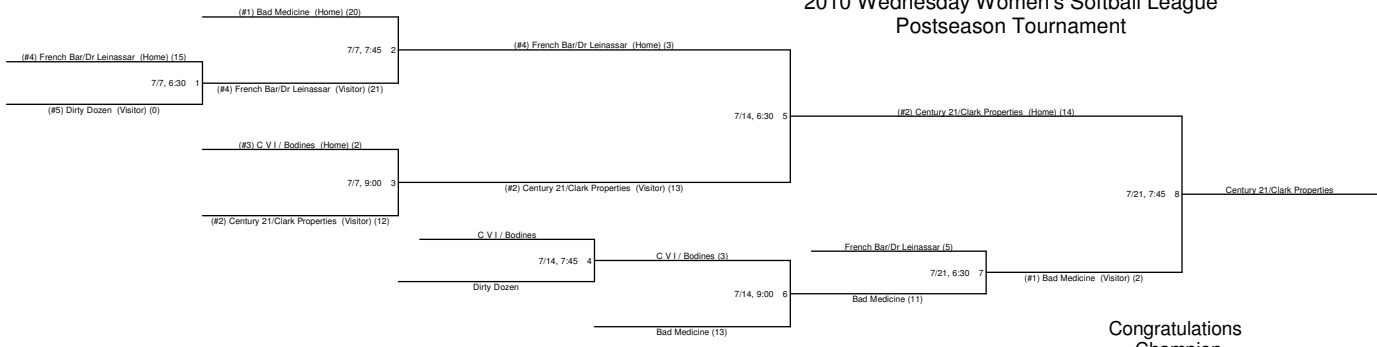 2010 Wednesday Women's Softball League
Postseason Tournament
(#1) Bad Medicine (Home) (20)
7/7, 7:45 2
(#4) French Bar/Dr Leinassar (Home) (3)
(#4) French Bar/Dr Leinassar (Home) (15)
7/7, 6:30 1
(#4) French Bar/Dr Leinassar (Visitor) (21)
(#5) Dirty Dozen (Visitor) (0)
7/14, 6:30 5
(#2) Century 21/Clark Properties (Home) (14)
(#3) C V I / Bodines (Home) (2)
7/7, 9:00 3
(#2) Century 21/Clark Properties (Visitor) (13)
7/21, 7:45 8
Century 21/Clark Properties
(#2) Century 21/Clark Properties (Visitor) (12)
C V I / Bodines
7/14, 7:45 4
C V I / Bodines (3)
French Bar/Dr Leinassar (5)
7/21, 6:30 7
(#1) Bad Medicine (Visitor) (2)
Dirty Dozen
7/14, 9:00 6
Bad Medicine (11)
Bad Medicine (13)
Congratulations
Champion